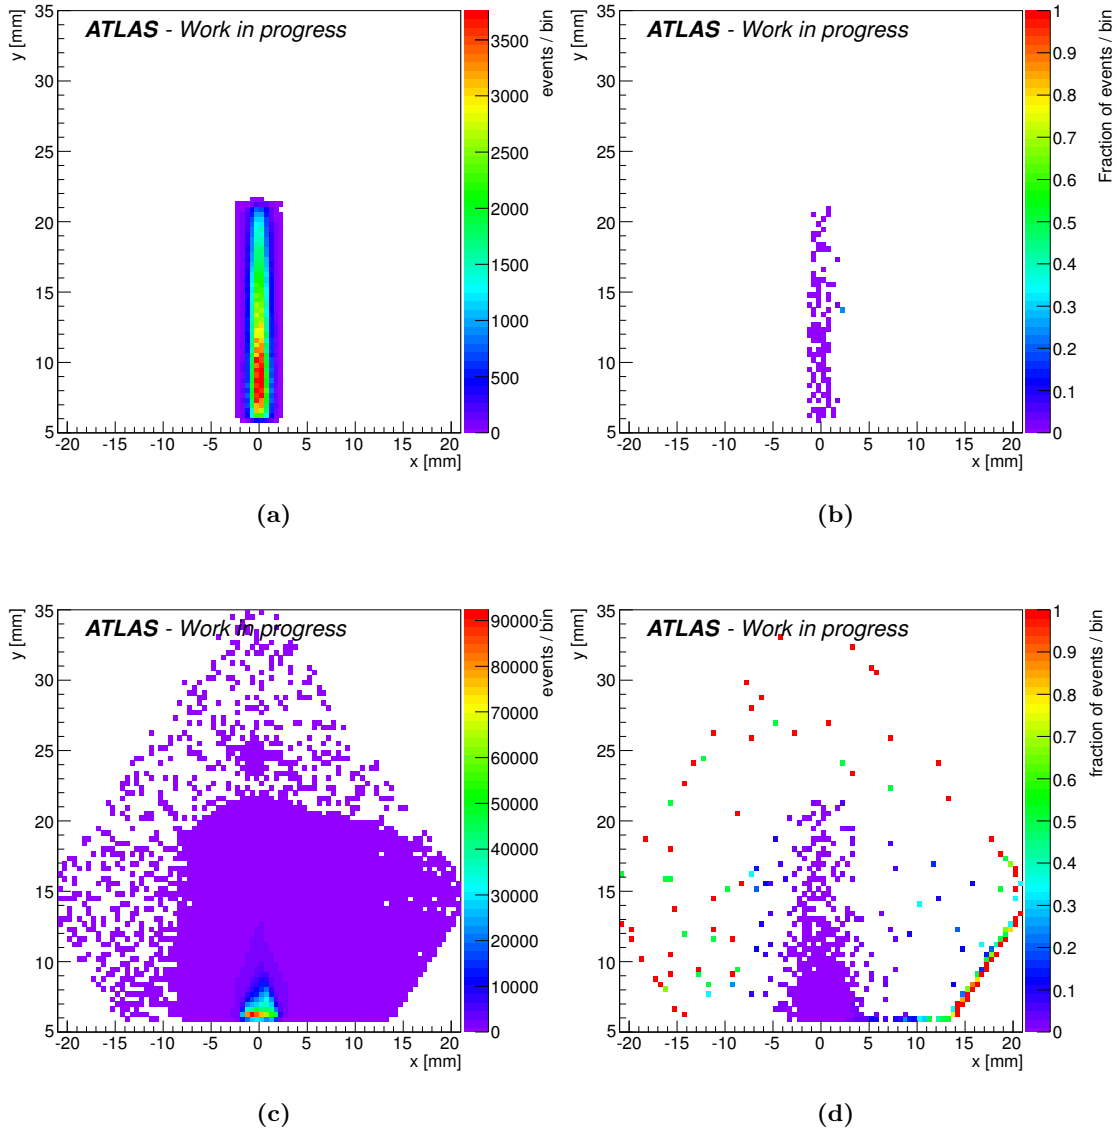 ATLAS - Work in progress
y [mm]
35
30
25
20
15
10
5
-20 -15 -10 -5 0 5 10 15 20
x [mm]
events / bin
3500
3000
2500
2000
1500
1000
500
0
(a)
ATLAS - Work in progress
y [mm]
35
30
25
20
15
10
5
-20 -15 -10 -5 0 5 10 15 20
x [mm]
Fraction of events / bin
1
0.9
0.8
0.7
0.6
0.5
0.4
0.3
0.2
0.1
0
(b)
ATLAS - Work in progress
y [mm]
35
30
25
20
15
10
5
-20 -15 -10 -5 0 5 10 15 20
x [mm]
events / bin
90000
80000
70000
60000
50000
40000
30000
20000
10000
0
(c)
ATLAS - Work in progress
y [mm]
35
30
25
20
15
10
5
-20 -15 -10 -5 0 5 10 15 20
x [mm]
fraction of events / bin
1
0.9
0.8
0.7
0.6
0.5
0.4
0.3
0.2
0.1
0
(d)